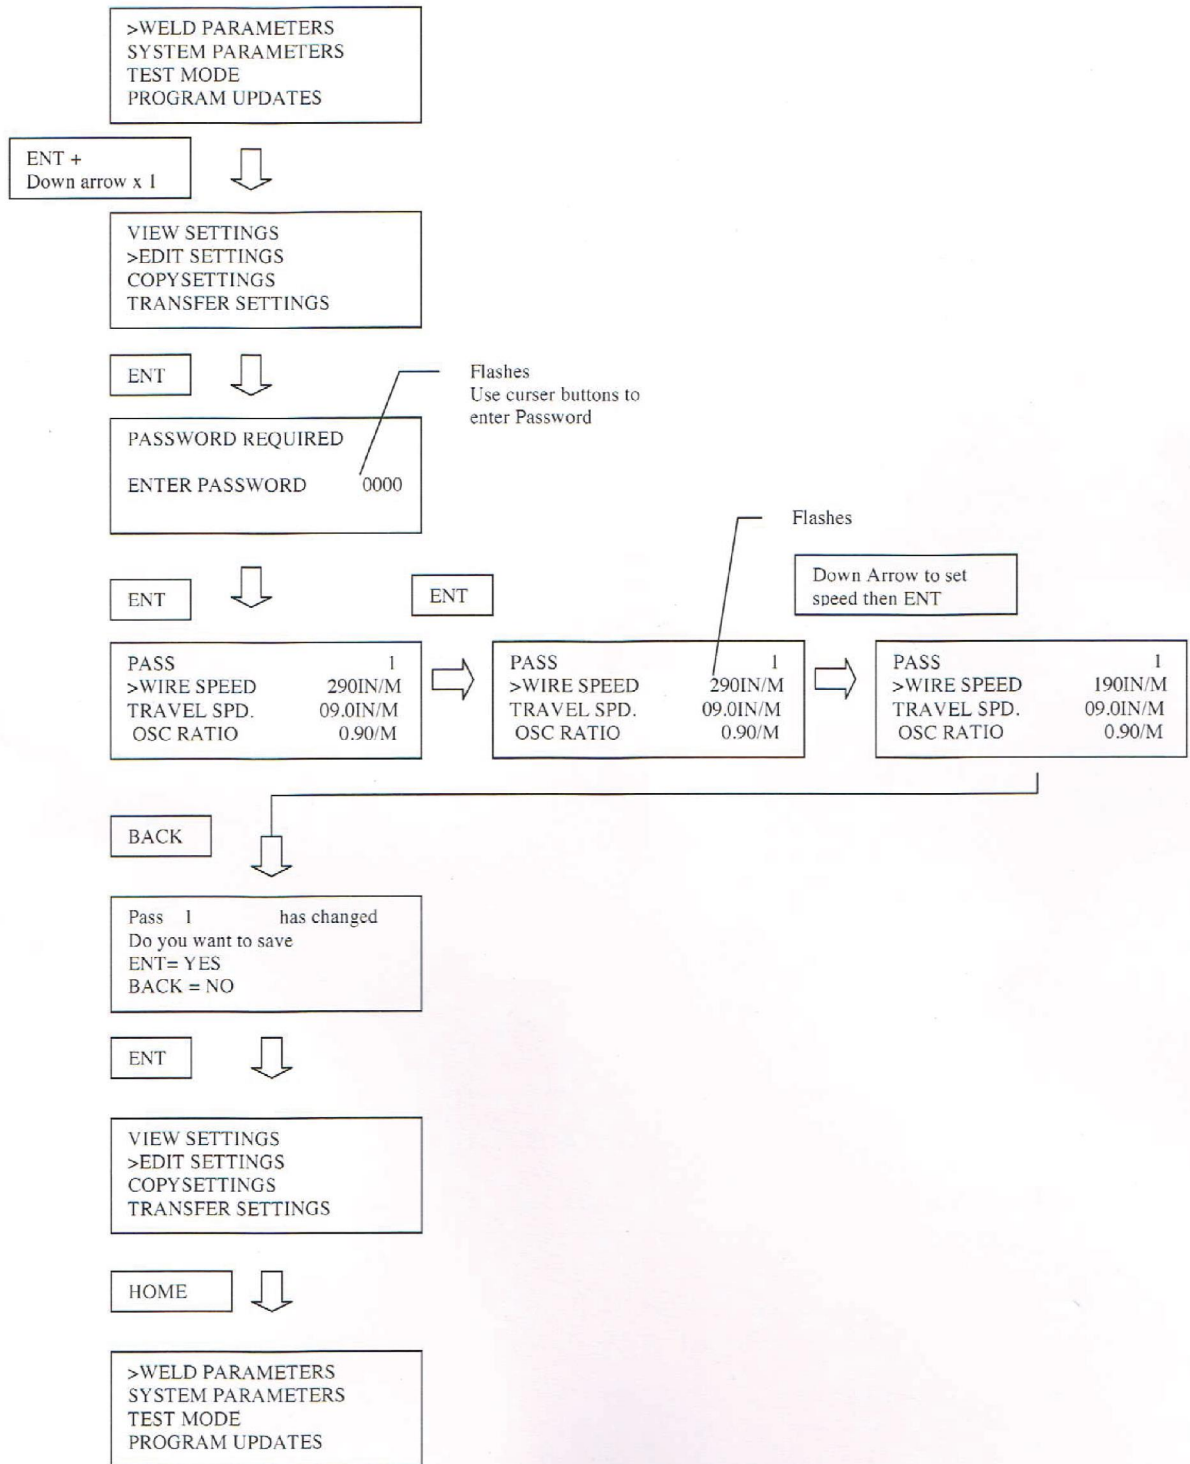 >WELD PARAMETERS
SYSTEM PARAMETERS
TEST MODE
PROGRAM UPDATES
ENT +
Down arrow x 1
VIEW SETTINGS
>EDIT SETTINGS
COPYSETTINGS
TRANSFER SETTINGS
ENT
Flashes
Use curser buttons to
enter Password
PASSWORD REQUIRED
ENTER PASSWORD 0000
ENT
ENT
Flashes
Down Arrow to set
speed then ENT
PASS 1
>WIRE SPEED 290IN/M
TRAVEL SPD. 09.0IN/M
OSC RATIO 0.90/M
PASS 1
>WIRE SPEED 290IN/M
TRAVEL SPD. 09.0IN/M
OSC RATIO 0.90/M
PASS 1
>WIRE SPEED 190IN/M
TRAVEL SPD. 09.0IN/M
OSC RATIO 0.90/M
BACK
Pass 1 has changed
Do you want to save
ENT= YES
BACK = NO
ENT
VIEW SETTINGS
>EDIT SETTINGS
COPYSETTINGS
TRANSFER SETTINGS
HOME
>WELD PARAMETERS
SYSTEM PARAMETERS
TEST MODE
PROGRAM UPDATES